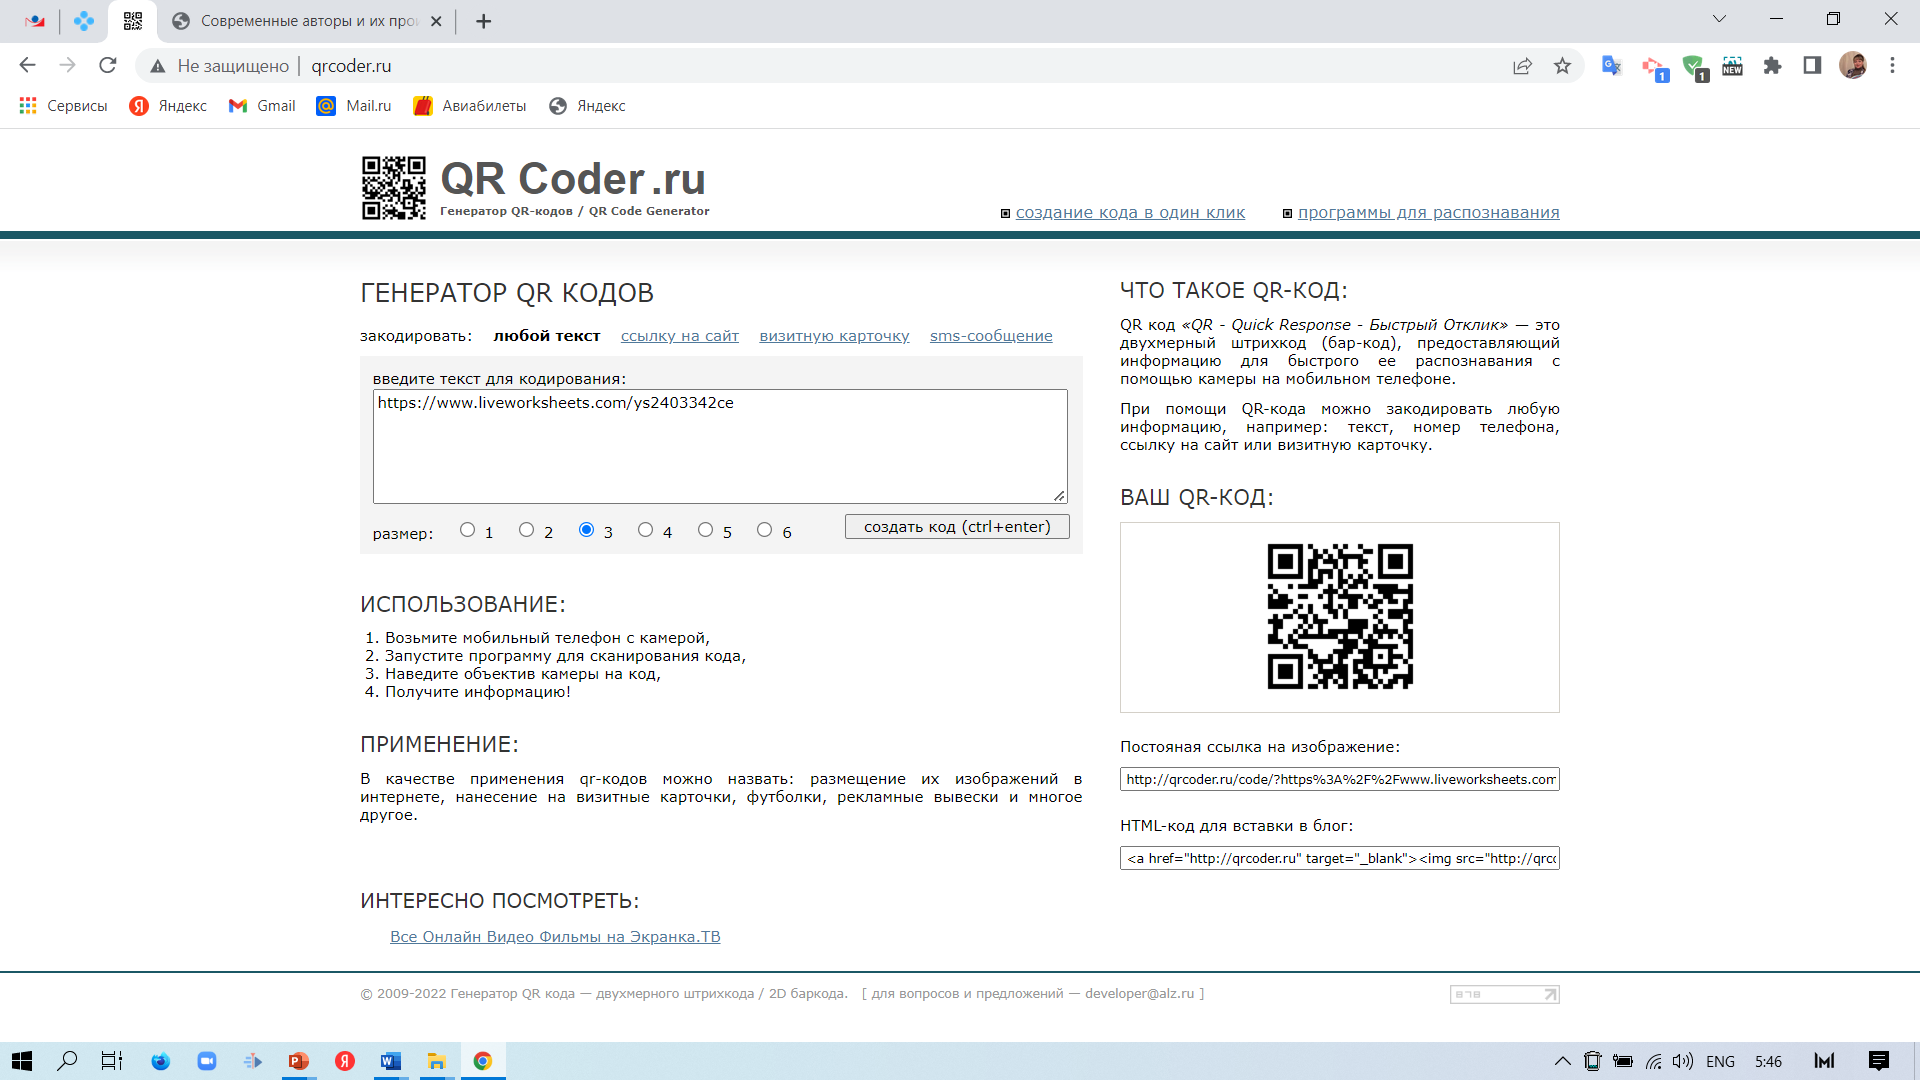 Современные авторы и их
Не защищено
qrcoder.ru
1
1
NEW
Сервисы
Яндекс
Gmail
Mail.ru
Авиабилеты
Яндекс
QR Coder.ru
Генератор QR-кодов / QR Code Generator
создание кода в один клик
программы для распознавания
ГЕНЕРАТОР QR КОДОВ
закодировать: любой текст ссылку на сайт визитную карточку sms-сообщение
введите текст для кодирования:
https://www.liveworksheets.com/ys2403342ce
размер: 1 2 3 4 5 6
создать код (ctrl+enter)
ИСПОЛЬЗОВАНИЕ:
1. Возьмите мобильный телефон с камерой,
2. Запустите программу для сканирования кода,
3. Наведите объектив камеры на код,
4. Получите информацию!
ПРИМЕНЕНИЕ:
В качестве применения qr-кодов можно назвать: размещение их изображений в
интернете, нанесение на визитные карточки, футболки, рекламные вывески и многое
другое.
ИНТЕРЕСНО ПОСМОТРЕТЬ:
Все Онлайн Видео Фильмы на Экранка.ТВ
ЧТО ТАКОЕ QR-КОД:
QR код «QR - Quick Response - Быстрый Отклик» — это
двухмерный штрихкод (бар-код), предоставляющий
информацию для быстрого ее распознавания с
помощью камеры на мобильном телефоне.
При помощи QR-кода можно закодировать любую
информацию, например: текст, номер телефона,
ссылку на сайт или визитную карточку.
ВАШ QR-КОД:
Постояная ссылка на изображение:
http://qrcoder.ru/code/?https%3A%2F%2Fwww.liveworksheets.com
HTML-код для вставки в блог:
<a href="http://qrcoder.ru" target="_blank"><img src="http://qrc
© 2009-2022 Генератор QR кода — двухмерного штрихкода / 2D баркода. [ для вопросов и предложений — developer@alz.ru ]
ENG
5:46